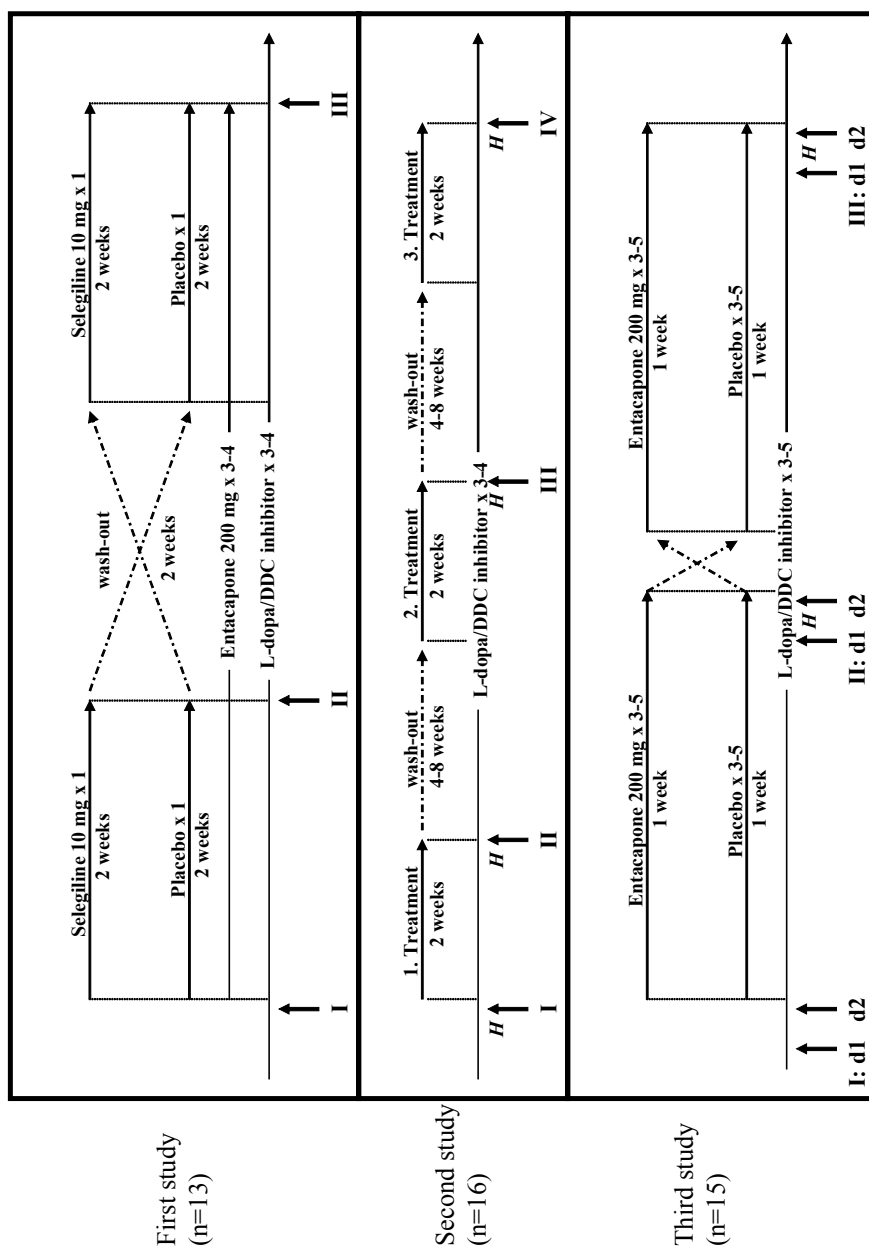 First study
(n=13)
Selegiline 10 mg x 1
2 weeks
Placebo x 1
2 weeks
wash-out
2 weeks
Selegiline 10 mg x 1
2 weeks
Placebo x 1
2 weeks
Entacapone 200 mg x 3-4
L-dopa/DDC inhibitor x 3-4
I
II
III
Second study
(n=16)
1. Treatment
2 weeks
wash-out
4-8 weeks
2. Treatment
2 weeks
wash-out
4-8 weeks
3. Treatment
2 weeks
L-dopa/DDC inhibitor x 3-4
H
H
H
H
I
II
III
IV
Third study
(n=15)
Entacapone 200 mg x 3-5
1 week
Placebo x 3-5
1 week
Entacapone 200 mg x 3-5
1 week
Placebo x 3-5
1 week
L-dopa/DDC inhibitor x 3-5
H
H
I: d1 d2
II: d1 d2
III: d1 d2